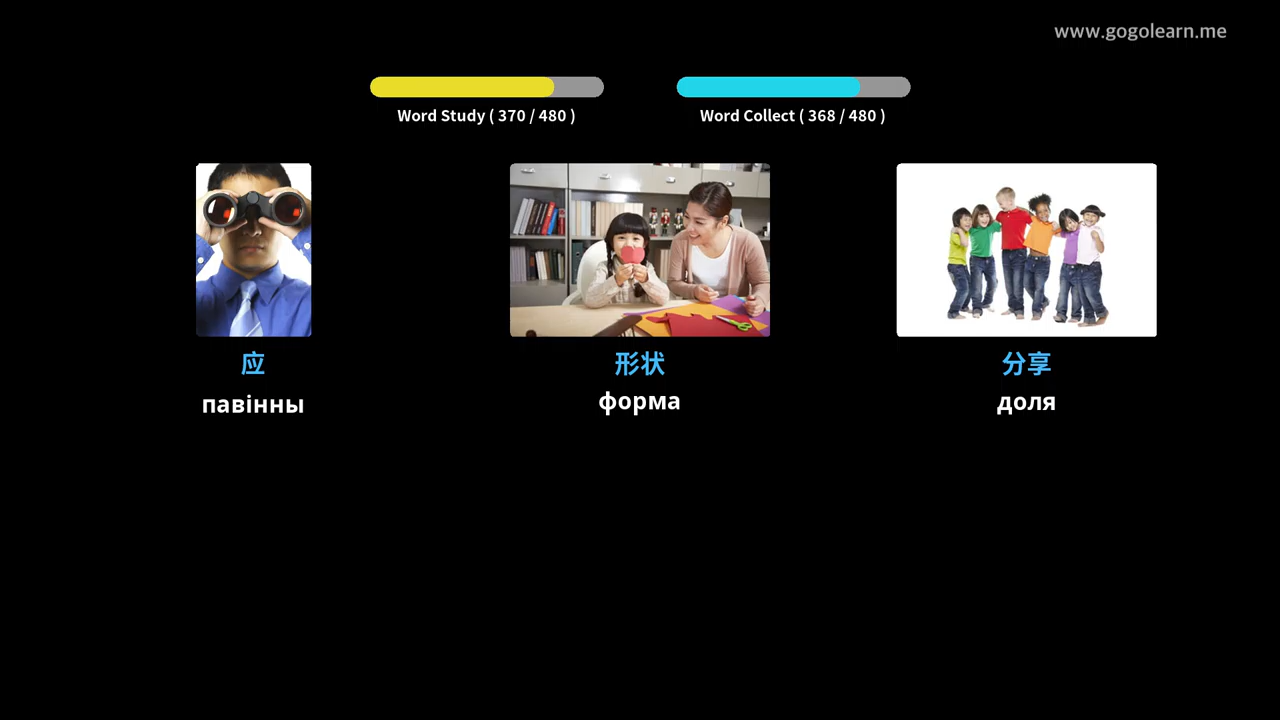 www.gogolearn.me
Word Study ( 370 / 480 )
Word Collect ( 368 / 480 )
应
形状
分享
павінны
форма
доля